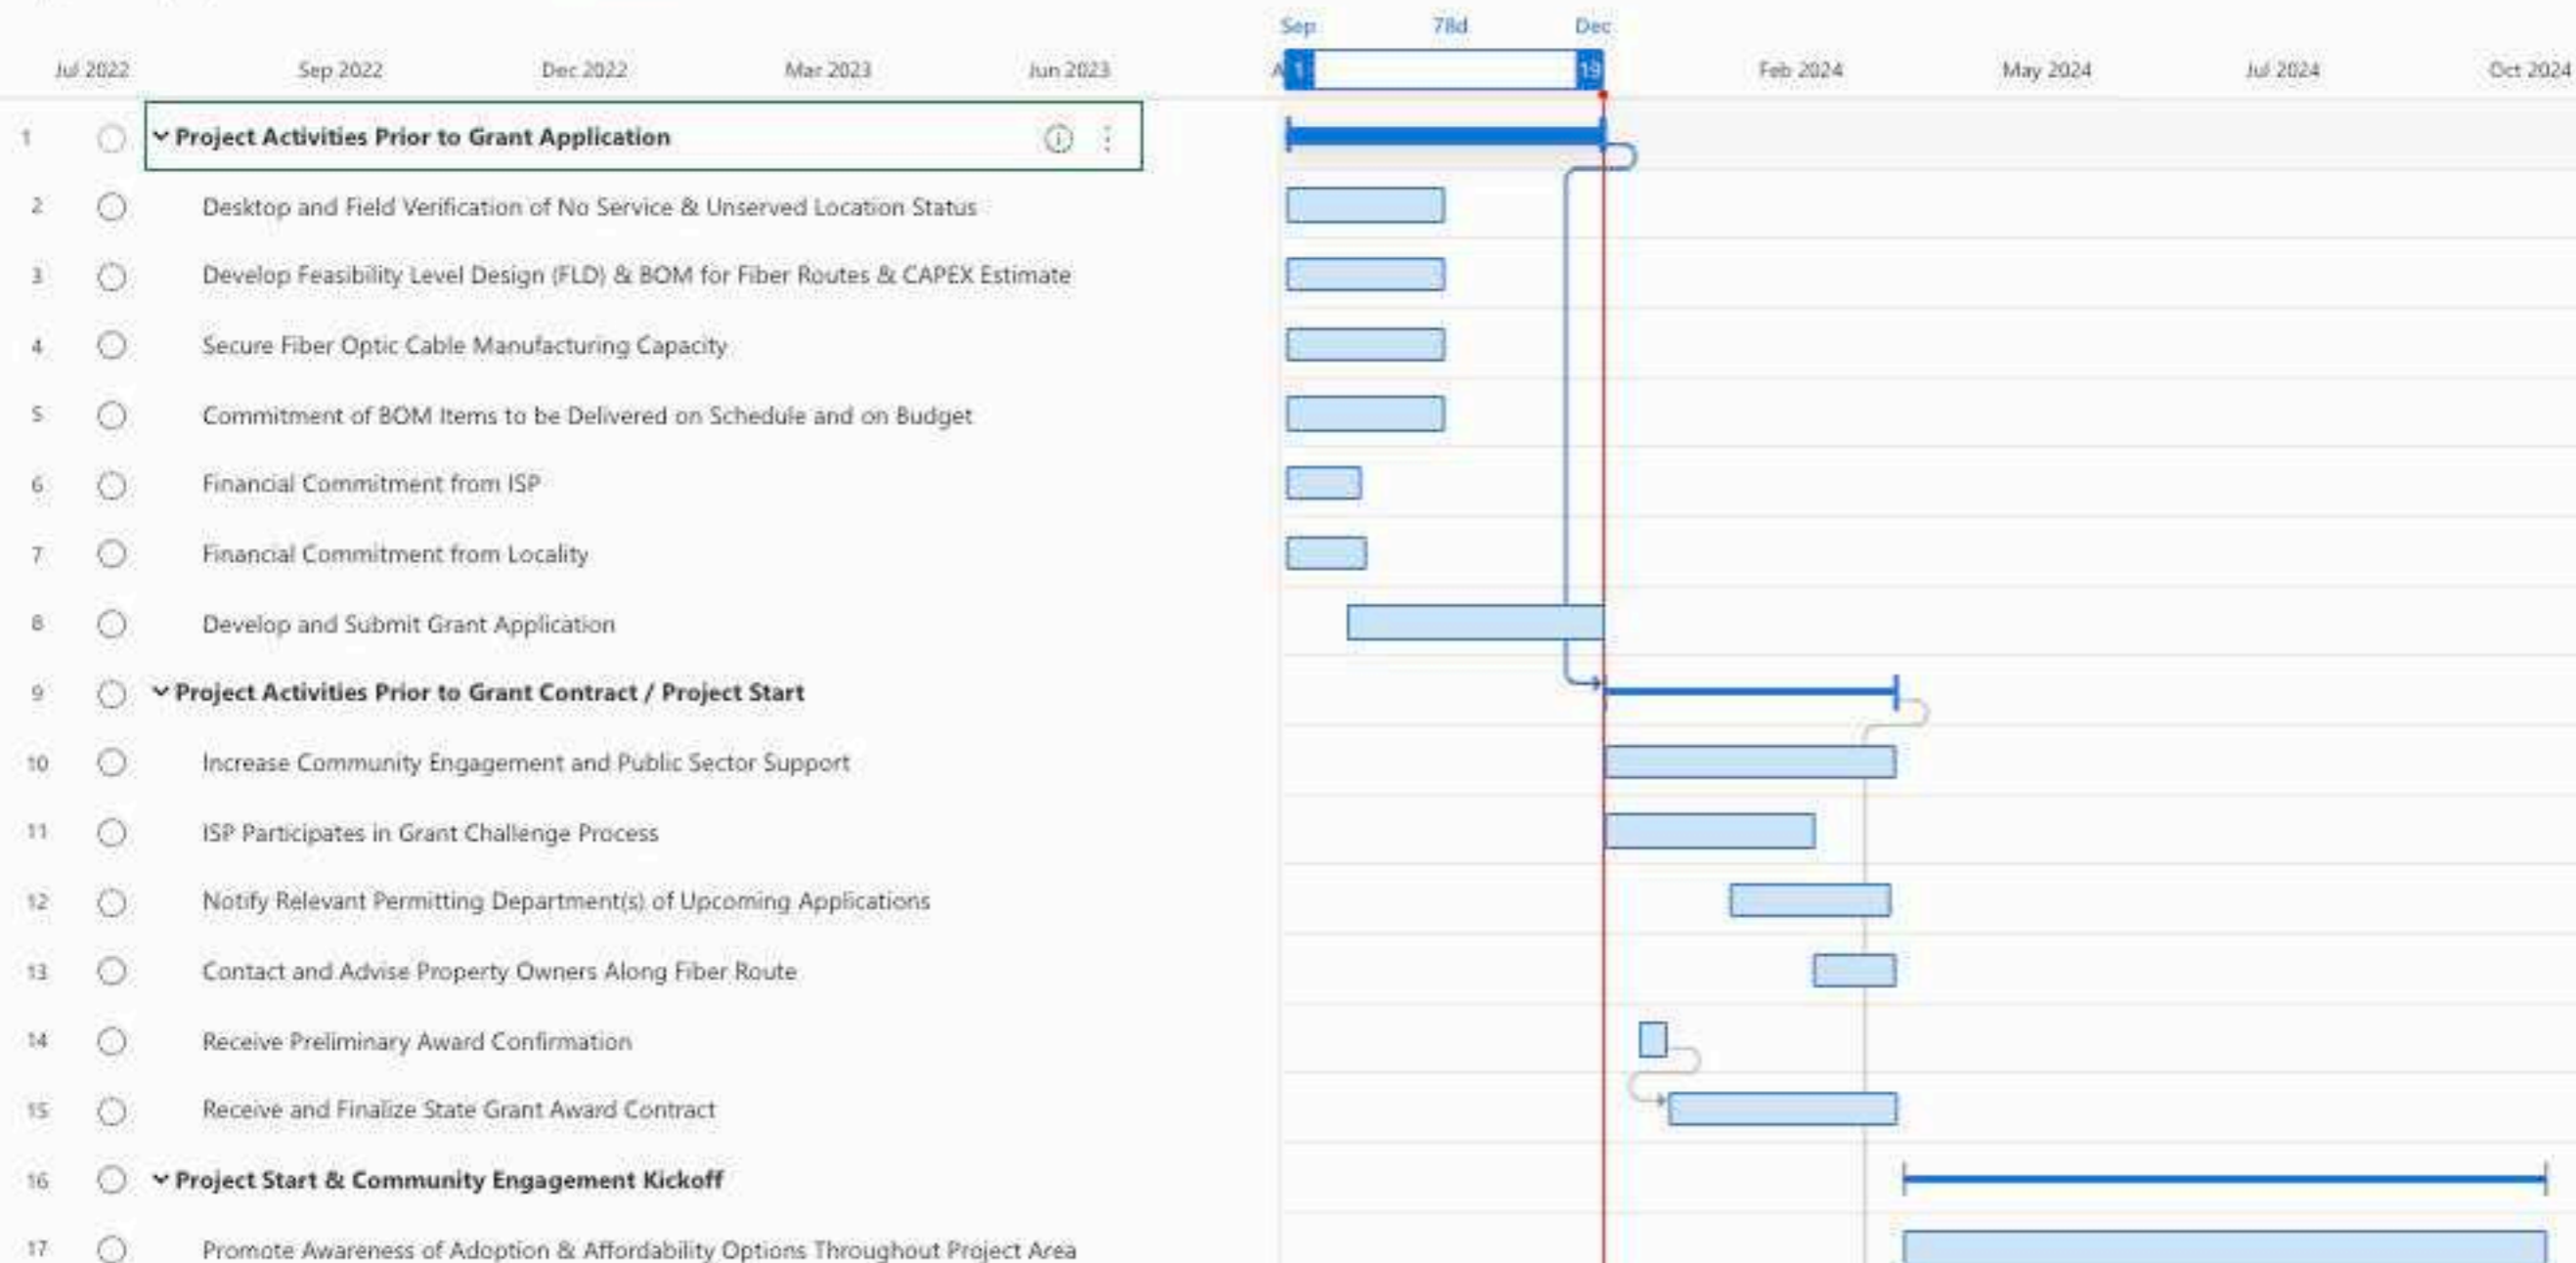 Sep 78d Dec
Jul 2022 Sep 2022 Dec 2022 Mar 2023 Jun 2023 A 1 19 Feb 2024 May 2024 Jul 2024 Oct 2024
1 Project Activities Prior to Grant Application
2 Desktop and Field Verification of No Service & Unserved Location Status
3 Develop Feasibility Level Design (FLD) & BOM for Fiber Routes & CAPEX Estimate
4 Secure Fiber Optic Cable Manufacturing Capacity
5 Commitment of BOM Items to be Delivered on Schedule and on Budget
6 Financial Commitment from ISP
7 Financial Commitment from Locality
8 Develop and Submit Grant Application
9 Project Activities Prior to Grant Contract / Project Start
10 Increase Community Engagement and Public Sector Support
11 ISP Participates in Grant Challenge Process
12 Notify Relevant Permitting Department(s) of Upcoming Applications
13 Contact and Advise Property Owners Along Fiber Route
14 Receive Preliminary Award Confirmation
15 Receive and Finalize State Grant Award Contract
16 Project Start & Community Engagement Kickoff
17 Promote Awareness of Adoption & Affordability Options Throughout Project Area